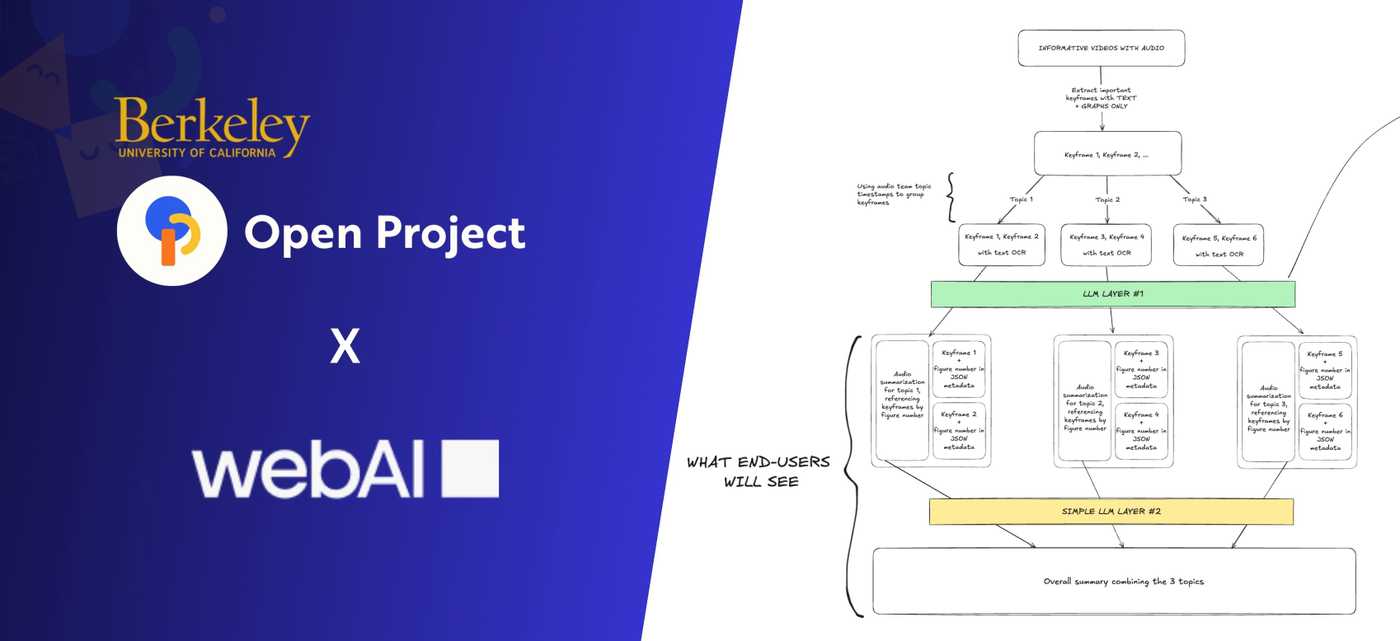 Berkeley
UNIVERSITY OF CALIFORNIA
Open Project
X
webAI
INFORMATIVE VIDEOS WITH AUDIO
Extract important
keyframes with TEXT
+ GRAPHS ONLY
Keyframe 1, Keyframe 2, ...
Using audio team topic
timestamps to group
keyframes
Topic 1
Topic 2
Topic 3
Keyframe 1, Keyframe 2
with text OCR
Keyframe 3, Keyframe 4
with text OCR
Keyframe 5, Keyframe 6
with text OCR
LLM LAYER #1
Audio
summarization
for topic 1,
referencing
keyframes by
figure number
Keyframe 1
+
figure number in
JSON
metadata
Keyframe 2
+
figure number in
JSON
metadata
Audio
summarization
for topic 2,
referencing
keyframes by
figure number
Keyframe 3
+
figure number in
JSON
metadata
Keyframe 4
+
figure number in
JSON
metadata
Audio
summarization
for topic 3,
referencing
keyframes by
figure number
Keyframe 5
+
figure number in
JSON
metadata
Keyframe 6
+
figure number in
JSON
metadata
WHAT END-USERS
WILL SEE
SIMPLE LLM LAYER #2
Overall summary combining the 3 topics